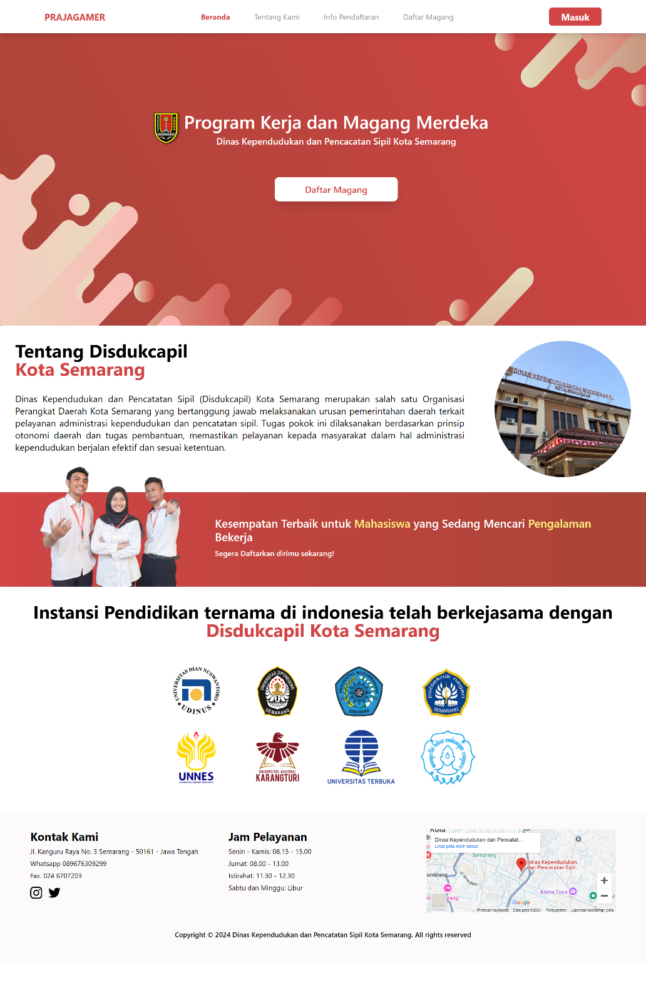 PRAJAGAMER
Beranda
Tentang Kami
Info Pendaftaran
Daftar Magang
Masuk
Program Kerja dan Magang Merdeka
Dinas Kependudukan dan Pencacatan Sipil Kota Semarang
Daftar Magang
Tentang Disdukcapil
Kota Semarang
Dinas Kependudukan dan Pencatatan Sipil (Disdukcapil) Kota Semarang merupakan salah satu Organisasi
Perangkat Daerah Kota Semarang yang bertanggung jawab melaksanakan urusan pemerintahan daerah terkait
pelayanan administrasi kependudukan dan pencatatan sipil. Tugas pokok ini dilaksanakan berdasarkan prinsip
otonomi daerah dan tugas pembantuan, memastikan pelayanan kepada masyarakat dalam hal administrasi
kependudukan berjalan efektif dan sesuai ketentuan.
DINAS KEPENDUDUKAN DAN PENCATATAN SIPIL
KOTA SEMARANG
Kesempatan Terbaik untuk Mahasiswa yang Sedang Mencari Pengalaman
Bekerja
Segera Daftarkan dirimu sekarang!
Instansi Pendidikan ternama di indonesia telah berkejasama dengan
Disdukcapil Kota Semarang
UNIVERSITAS DIAN NUSWANTORO
UDINUS
UNIVERSITAS DIPONEGORO
SEMARANG
UNIVERSITAS MUHAMMADIYAH
SEMARANG
politeknik negeri
SEMARANG
UNNES
UNIVERSITAS NEGERI SEMARANG
UNIVERSITAS NASIONAL
KARANGTURI
UNIVERSITAS TERBUKA
Kontak Kami
Jl. Kanguru Raya No. 3 Semarang - 50161 - Jawa Tengah
Whatsapp 089676309299
Fax. 024 6707203
Jam Pelayanan
Senin - Kamis: 08.15 - 15.00
Jumat: 08.00 - 13.00
Istirahat: 11.30 - 12.30
Sabtu dan Minggu: Libur
Kota
Dinas Kependudukan dan Pencatat...
Lihat peta lebih besar
Semarang
Dinas Kependudukan
dan Pencatatan Sipil...
omblang
Jl. Sriwijaya
Koeta Toea
arang
Google
Pintasan keyboard
Data peta ©2024
Persyaratan
Laporkan kesalahan peta
Copyright © 2024 Dinas Kependudukan dan Pencatatan Sipil Kota Semarang. All rights reserved